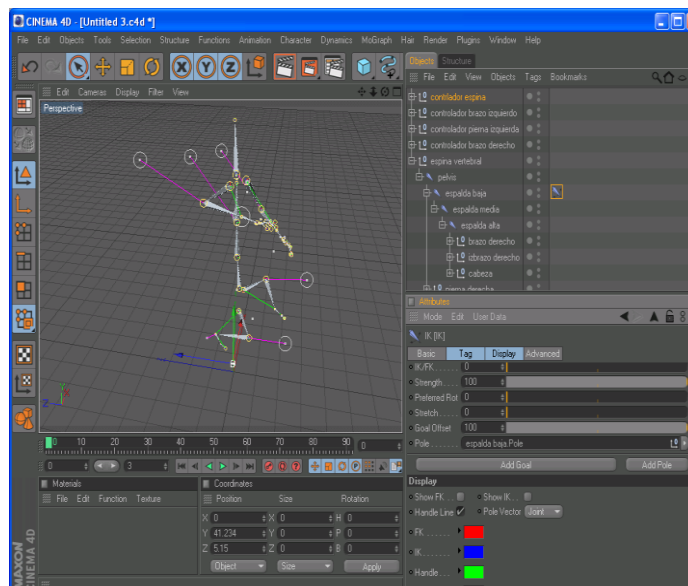 CINEMA 4D - [Untitled 3.c4d *]
File Edit Objects Tools Selection Structure Functions Animation Character Dynamics MoGraph Hair Render Plugins Window Help
Objects Structure
Edit Cameras Display Filter View
File Edit View Objects Tags Bookmarks
Perspective
contrlador espina
controlador brazo izquierdo
controlador pierna izquierda
controlador brazo derecho
espina vertebral
pelvis
espalda baja
espalda media
espalda alta
brazo derecho
izbrazo derecho
cabeza
pierna derecha
Attributes
Mode Edit User Data
IK [IK]
Basic Tag Display Advanced
IK/FK 0
Strength 100
Preferred Rot 0
Stretch 0
Goal Offset 100
Pole espalda baja.Pole
Add Goal Add Pole
Display
Show FK Show IK
Handle Line Pole Vector Joint
FK
IK
Handle
Y
Z
0 10 20 30 40 50 60 70 80 90 0
0 3
Materials
File Edit Function Texture
Coordinates
Position Size Rotation
X 0 X 0 H 0
Y 41.234 Y 0 P 0
Z 5.15 Z 0 B 0
Object Size Apply
MAXON
CINEMA 4D